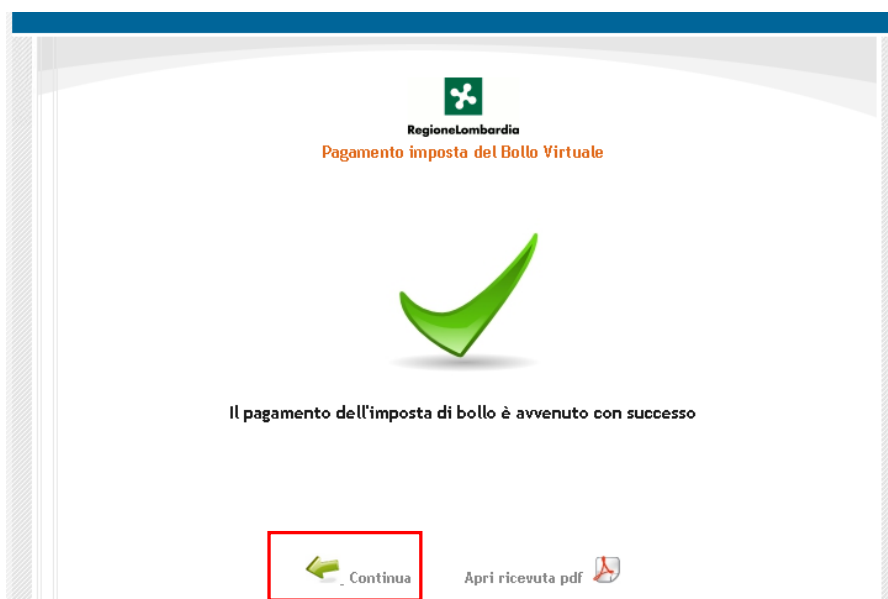 RegioneLombardia
Pagamento imposta del Bollo Virtuale
Il pagamento dell'imposta di bollo è avvenuto con successo
Continua Apri ricevuta pdf